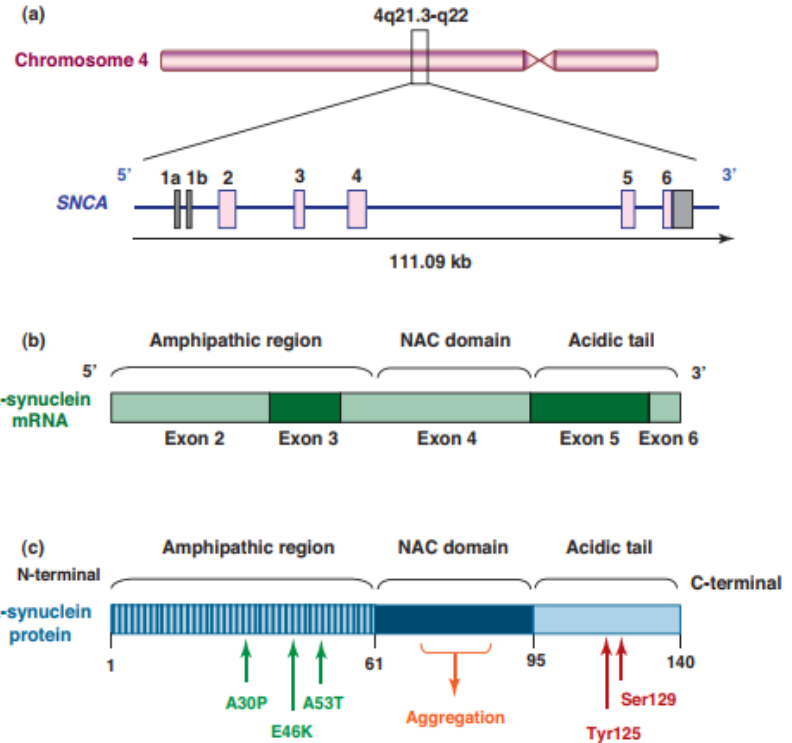 (a)
4q21.3-q22
Chromosome 4
5’ 1a 1b 2 3 4 5 6 3’
SNCA
111.09 kb
(b) Amphipathic region NAC domain Acidic tail
5’ 3’
-synuclein
mRNA
Exon 2 Exon 3 Exon 4 Exon 5 Exon 6
(c) Amphipathic region NAC domain Acidic tail
N-terminal C-terminal
-synuclein
protein
1 61 95 140
A30P A53T Ser129
E46K Aggregation Tyr125